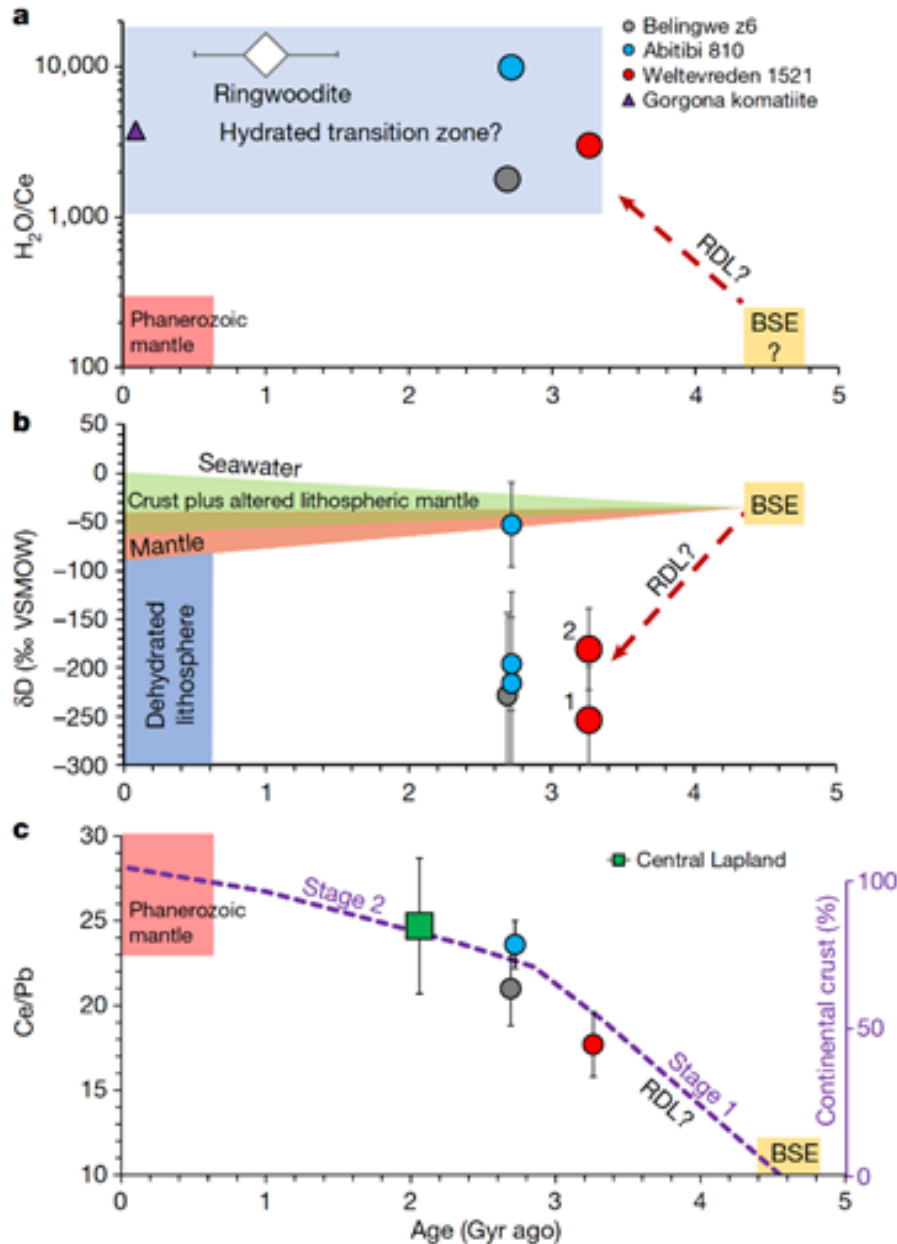 a
10,000
1,000
100
H₂O/Ce
Ringwoodite
Hydrated transition zone?
Belingwe z6
Abitibi 810
Weltevreden 1521
Gorgona komatiite
RDL?
Phanerozoic
mantle
BSE
?
0 1 2 3 4 5
b
50
0
−50
−100
−150
−200
−250
−300
δD (‰ VSMOW)
Seawater
Crust plus altered lithospheric mantle
Mantle
Dehydrated
lithosphere
BSE
RDL?
2
1
0 1 2 3 4 5
c
30
25
20
15
10
Ce/Pb
Phanerozoic
mantle
Stage 2
Central Lapland
Stage 1
RDL?
BSE
100
50
0
Continental crust (%)
0 1 2 3 4 5
Age (Gyr ago)